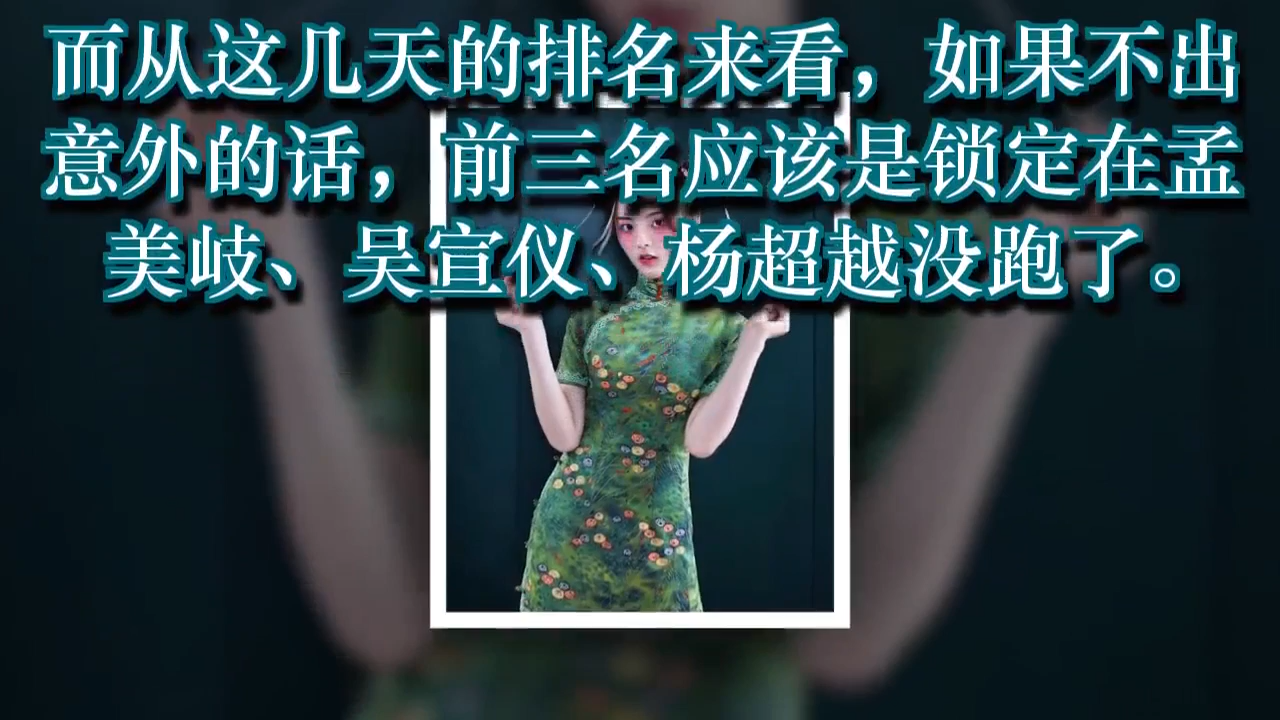 而从这几天的排名来看，如果不出
意外的话，前三名应该是锁定在孟
美岐、吴宣仪、杨超越没跑了。